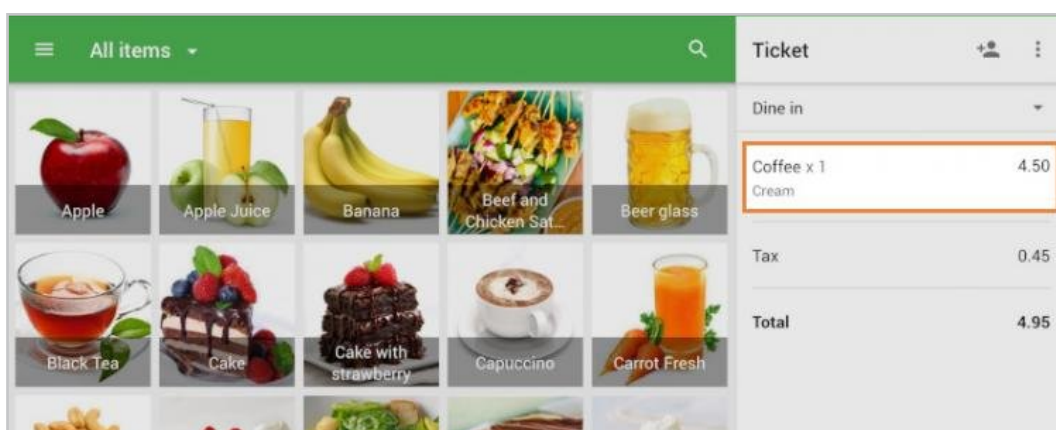 All items
Ticket
Dine in
Coffee x 1 4.50
Cream
Tax 0.45
Total 4.95
Apple
Apple Juice
Banana
Beef and
Chicken Sat...
Beer glass
Black Tea
Cake
Cake with
strawberry
Capuccino
Carrot Fresh